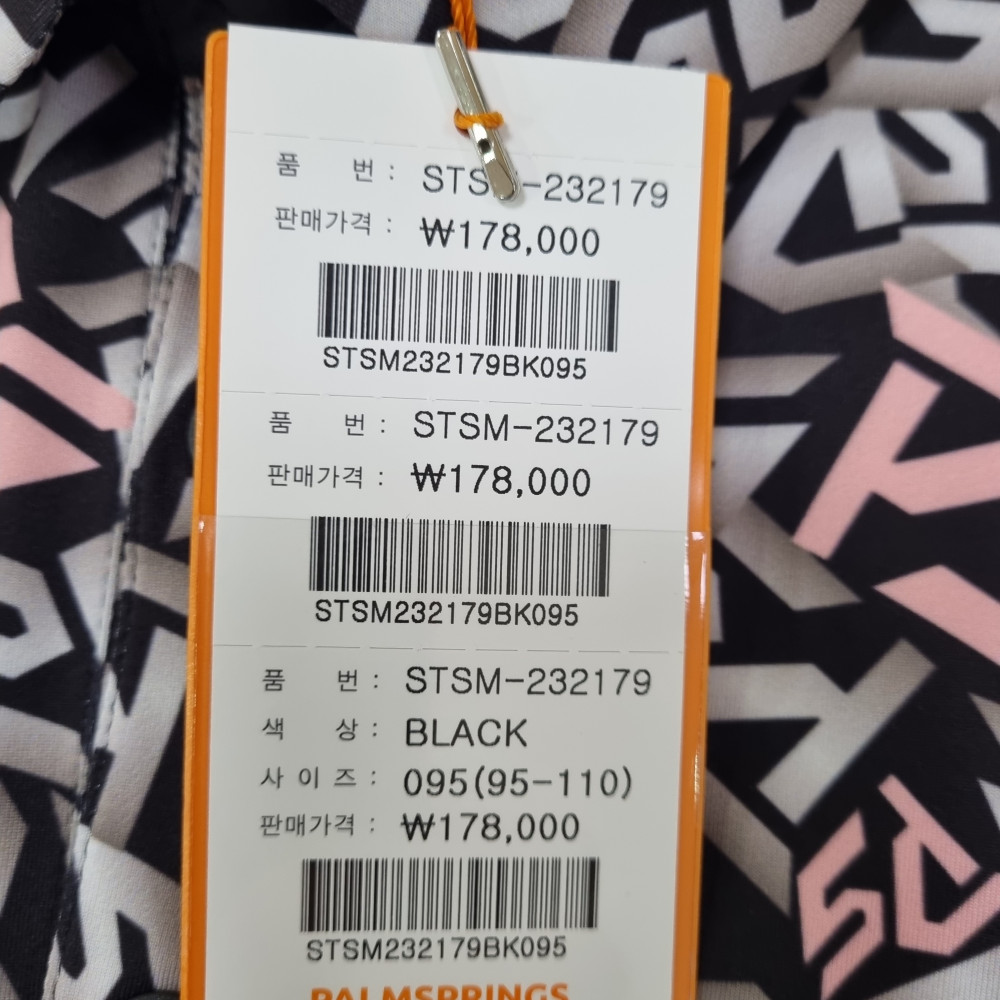 품 번 : STSM-232179
판매가격 : ₩178,000
STSM232179BK095
품 번 : STSM-232179
판매가격 : ₩178,000
STSM232179BK095
품 번 : STSM-232179
색 상 : BLACK
사 이 즈 : 095(95-110)
판매가격 : ₩178,000
STSM232179BK095
PALMSPRINGS